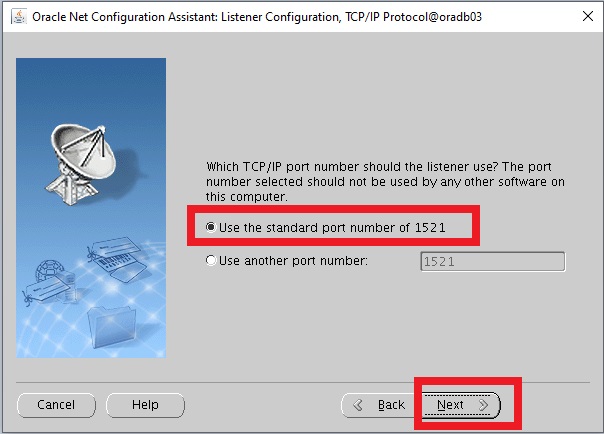 Oracle Net Configuration Assistant: Listener Configuration, TCP/IP Protocol@oradb03
Which TCP/IP port number should the listener use? The port
number selected should not be used by any other software on
this computer.
Use the standard port number of 1521
Use another port number: 1521
Cancel Help Back Next